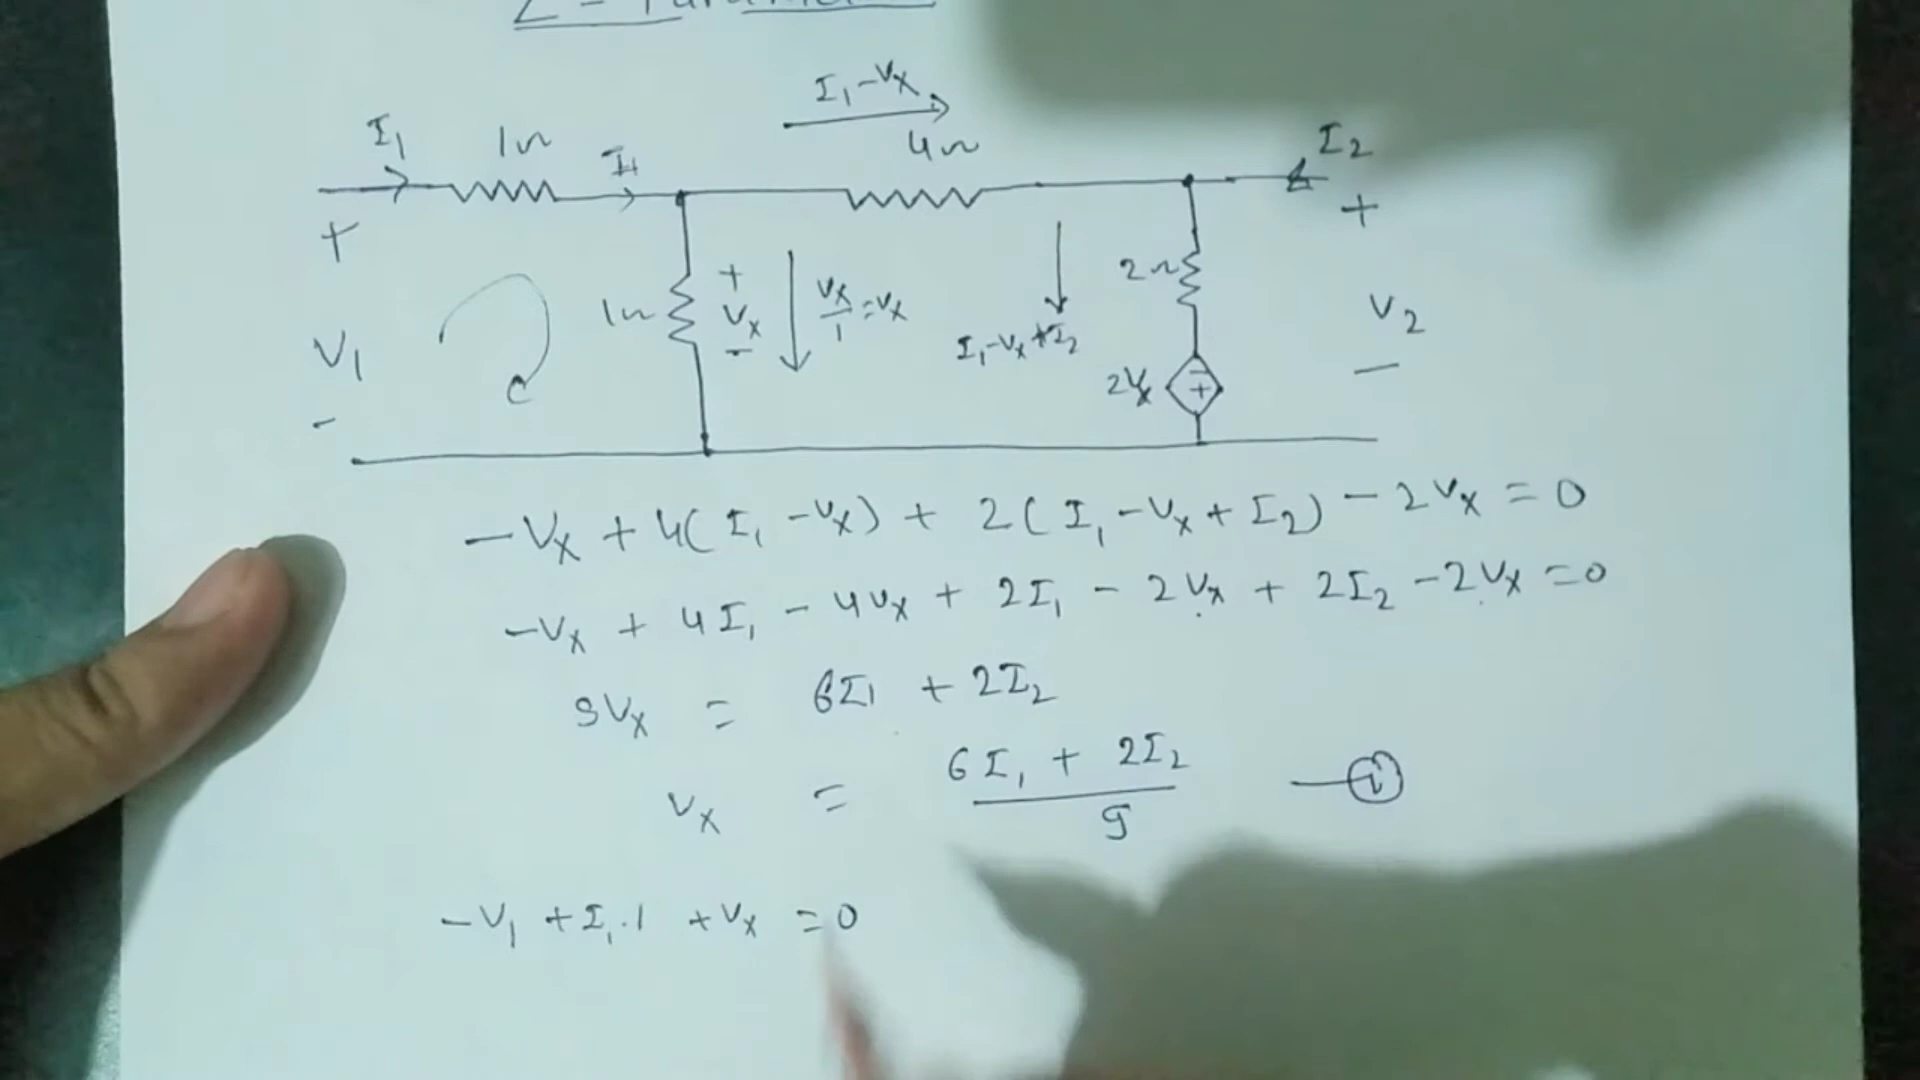 Z - Parameter
I₁ - Vx
I₁
1Ω
I₁
4Ω
I₂
+
+
V₁
-
1Ω
+
Vx
-
Vx/1 = Vx
I₁ - Vx + I₂
2Ω
2Vx
-
+
V₂
-
-Vx + 4(I₁ - Vx) + 2(I₁ - Vx + I₂) - 2Vx = 0
-Vx + 4I₁ - 4Vx + 2I₁ - 2Vx + 2I₂ - 2Vx = 0
9Vx = 6I₁ + 2I₂
Vx = (6I₁ + 2I₂)/9 —(i)
-V₁ + I₁.1 + Vx = 0